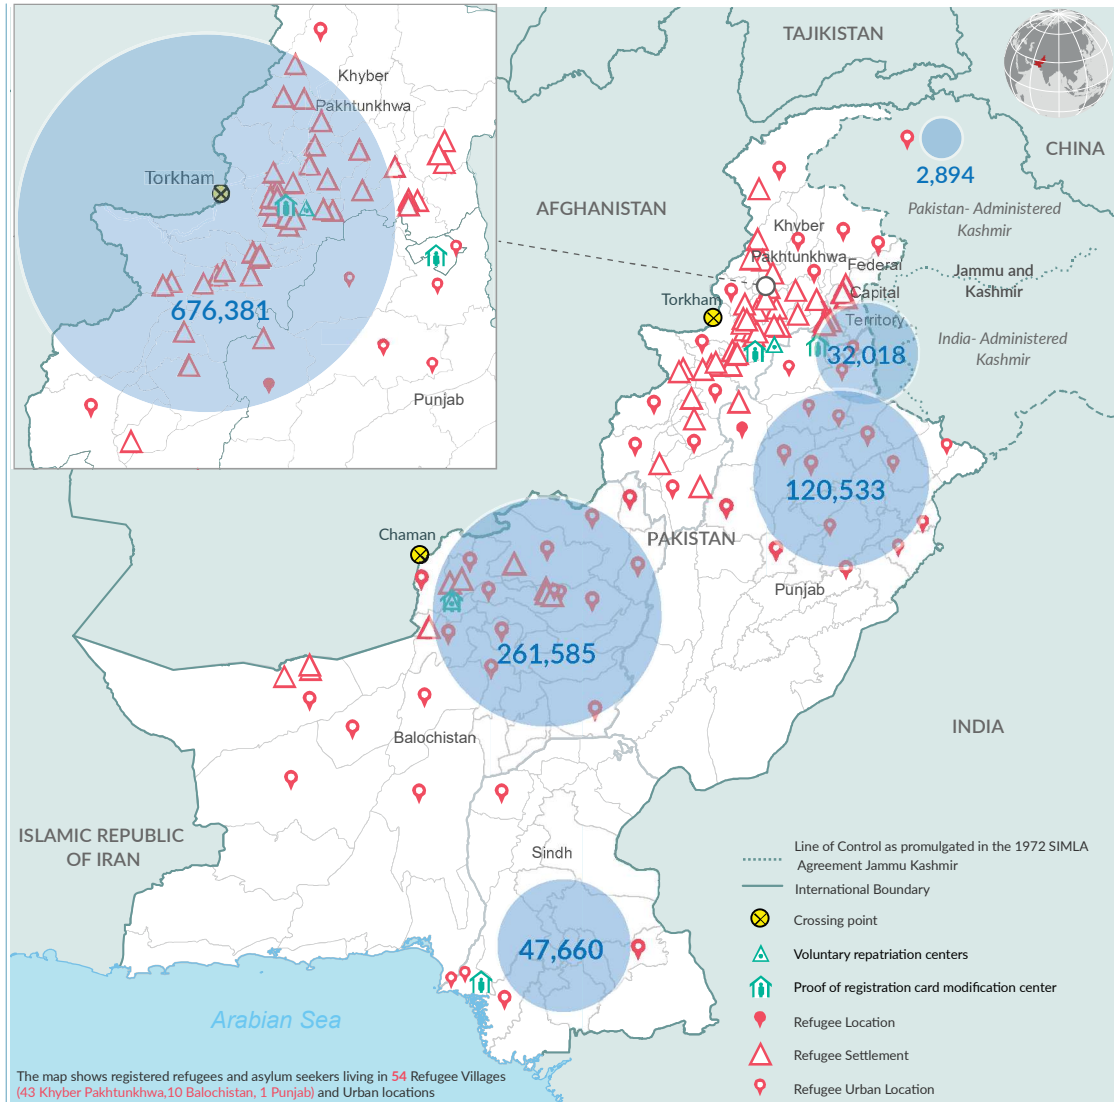 Khyber
Pakhtunkhwa
Torkham
676,381
Punjab
TAJIKISTAN
CHINA
2,894
Pakistan- Administered
Kashmir
AFGHANISTAN
Khyber
Pakhtunkhwa
Federal
Capital
Territory
Jammu and
Kashmir
Torkham
India- Administered
Kashmir
32,018
120,533
Chaman
PAKISTAN
Punjab
261,585
Balochistan
INDIA
ISLAMIC REPUBLIC
OF IRAN
Sindh
47,660
Arabian Sea
Line of Control as promulgated in the 1972 SIMLA
Agreement Jammu Kashmir
International Boundary
Crossing point
Voluntary repatriation centers
Proof of registration card modification center
Refugee Location
Refugee Settlement
Refugee Urban Location
The map shows registered refugees and asylum seekers living in 54 Refugee Villages
(43 Khyber Pakhtunkhwa,10 Balochistan, 1 Punjab) and Urban locations